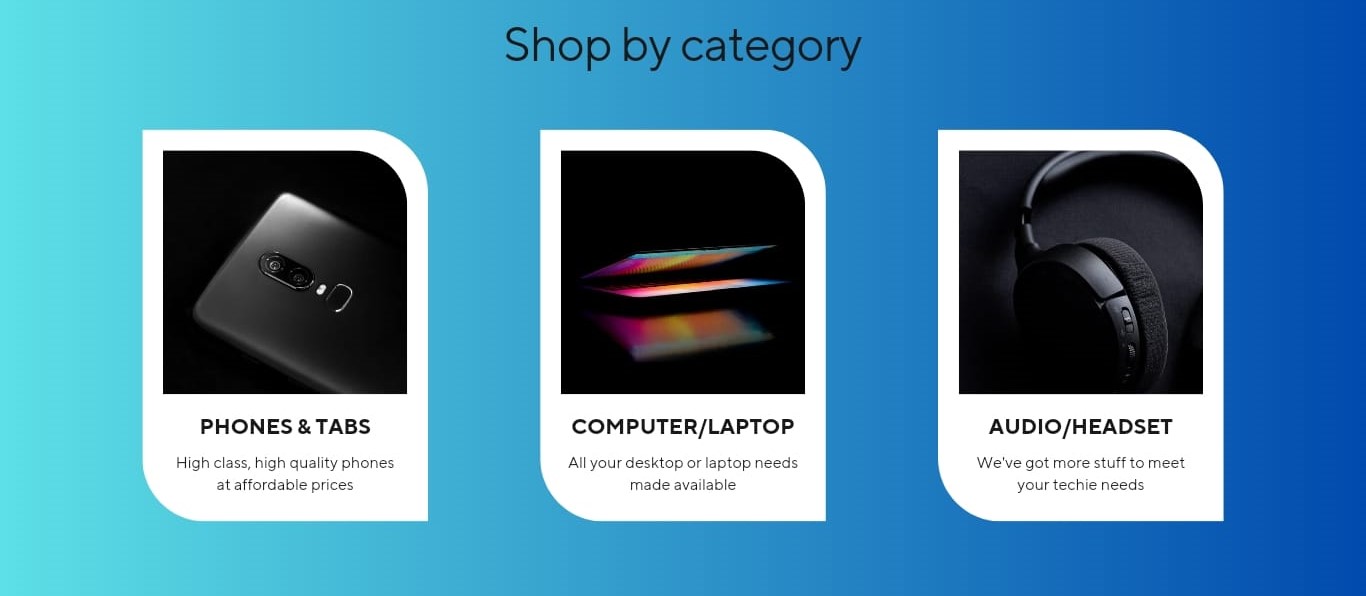 Shop by category
PHONES & TABS
High class, high quality phones
at affordable prices
COMPUTER/LAPTOP
All your desktop or laptop needs
made available
AUDIO/HEADSET
We've got more stuff to meet
your techie needs